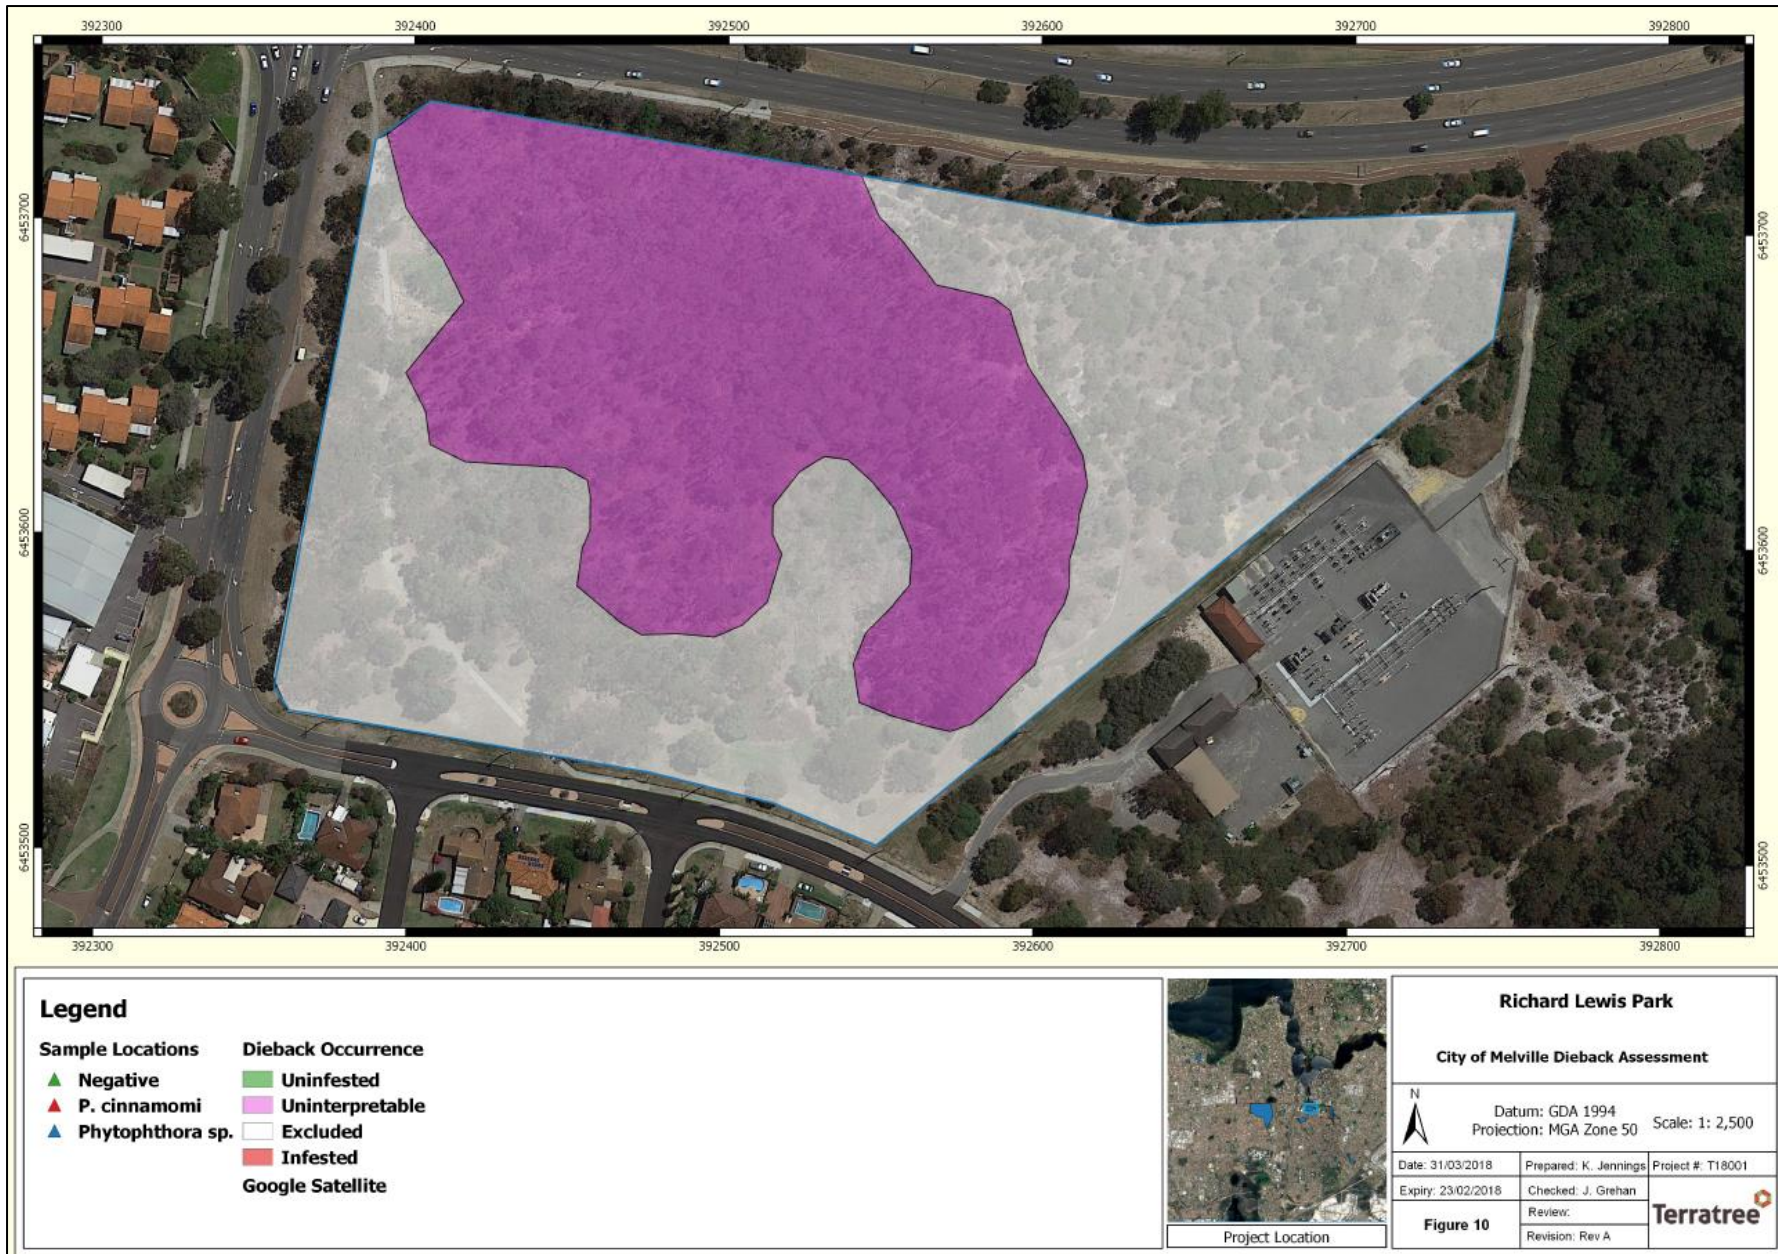 392300 392400 392500 392600 392700 392800
6453700 6453700
6453600 6453600
6453500 6453500
392300 392400 392500 392600 392700 392800
Legend
Sample Locations
Negative
P. cinnamomi
Phytophthora sp.
Dieback Occurrence
Uninfested
Uninterpretable
Excluded
Infested
Google Satellite
Project Location
Richard Lewis Park
City of Melville Dieback Assessment
N
Datum: GDA 1994
Projection: MGA Zone 50
Scale: 1: 2,500
Date: 31/03/2018 Prepared: K. Jennings Project #: T18001
Expiry: 23/02/2018 Checked: J. Grehan
Figure 10
Review:
Revision: Rev A
Terratree